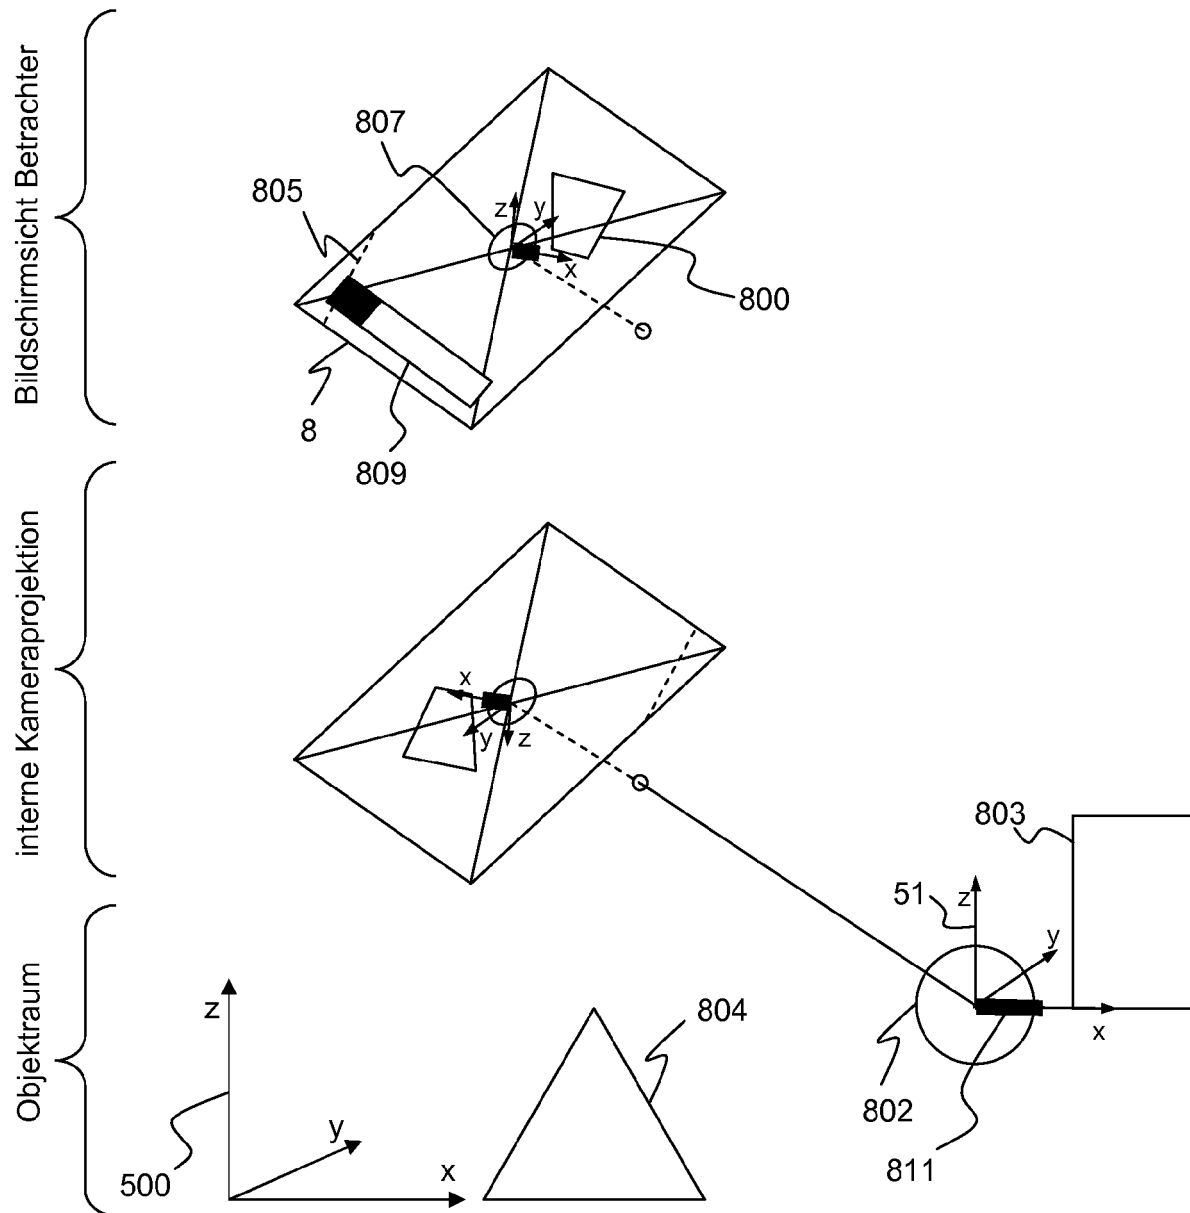 Bildschirmsicht Betrachter
807
805
z
y
x
800
8
809
interne Kameraprojektion
x
y
z
803
51
z
y
x
Objektraum
z
y
x
500
804
802
811